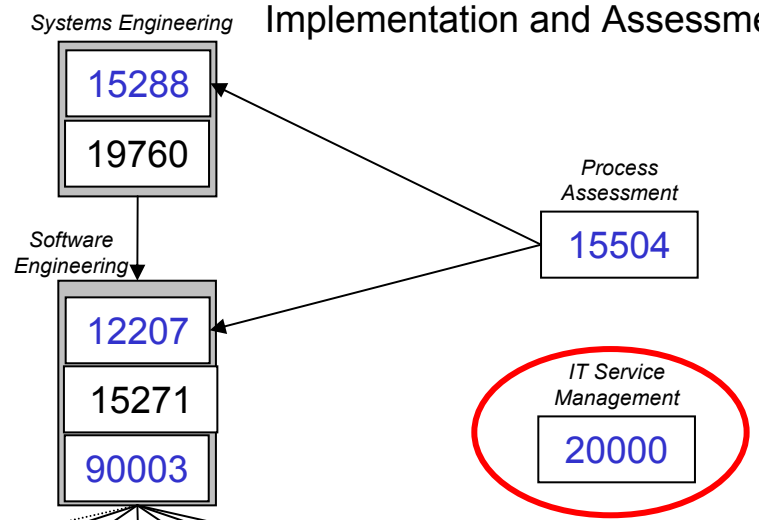 Systems Engineering
Implementation and Assessme
15288
19760
Process
Assessment
15504
Software
Engineering
12207
15271
90003
IT Service
Management
20000